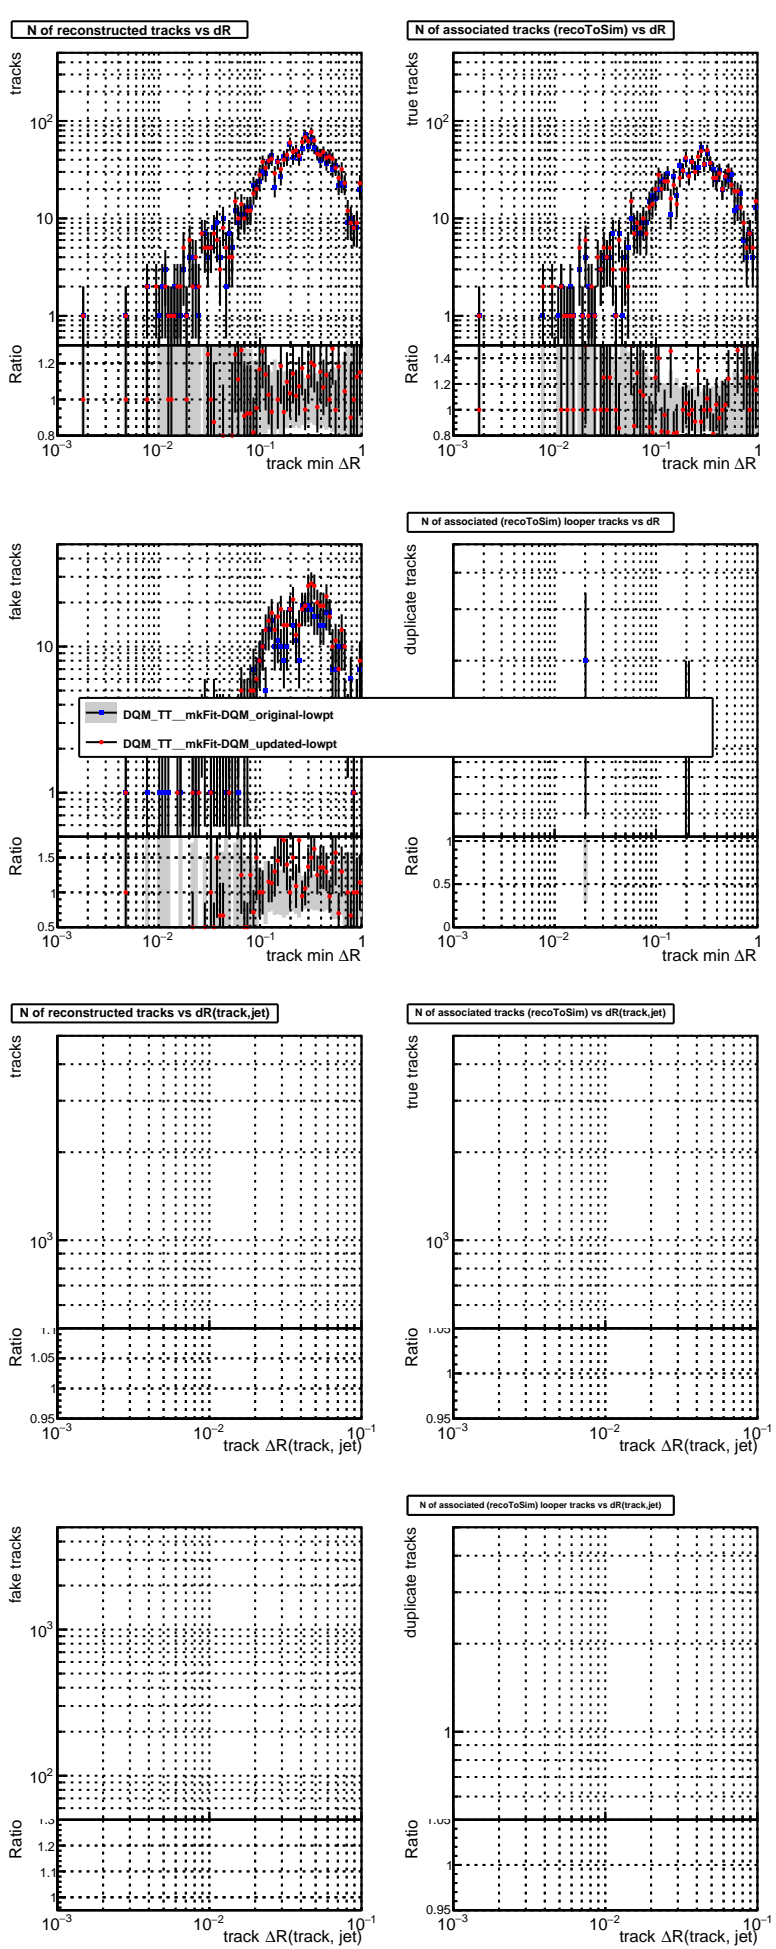 N of reconstructed tracks vs dR
tracks
10²
10
1
Ratio
1.2
1
0.8
10⁻³
10⁻²
10⁻¹
1
track min ΔR
N of associated tracks (recoToSim) vs dR
true tracks
10²
10
1
Ratio
1.4
1.2
1
0.8
10⁻³
10⁻²
10⁻¹
1
track min ΔR
fake tracks
10
1
Ratio
1.5
1
0.5
10⁻³
10⁻²
10⁻¹
1
track min ΔR
N of associated (recoToSim) looper tracks vs dR
duplicate tracks
Ratio
1
0.5
0
10⁻³
10⁻²
10⁻¹
1
track min ΔR
DQM_TT__mkFit-DQM_original-lowpt
DQM_TT__mkFit-DQM_updated-lowpt
N of reconstructed tracks vs dR(track,jet)
tracks
10³
Ratio
1.1
1.05
1
0.95
10⁻³
10⁻²
10⁻¹
track ΔR(track, jet)
N of associated tracks (recoToSim) vs dR(track,jet)
true tracks
10³
Ratio
1.05
1
0.95
10⁻³
10⁻²
10⁻¹
track ΔR(track, jet)
fake tracks
10³
10²
Ratio
1.3
1.2
1.1
1
10⁻³
10⁻²
10⁻¹
track ΔR(track, jet)
N of associated (recoToSim) looper tracks vs dR(track,jet)
duplicate tracks
1
Ratio
1.05
1
0.95
10⁻³
10⁻²
10⁻¹
track ΔR(track, jet)